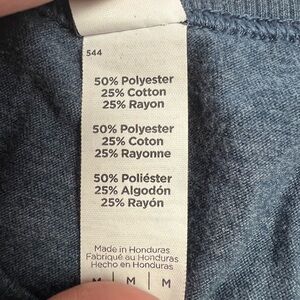 544
50% Polyester
25% Cotton
25% Rayon
50% Polyester
25% Coton
25% Rayonne
50% Poliéster
25% Algodón
25% Rayón
Made in Honduras
Fabriqué au Honduras
Hecho en Honduras
M | M | M